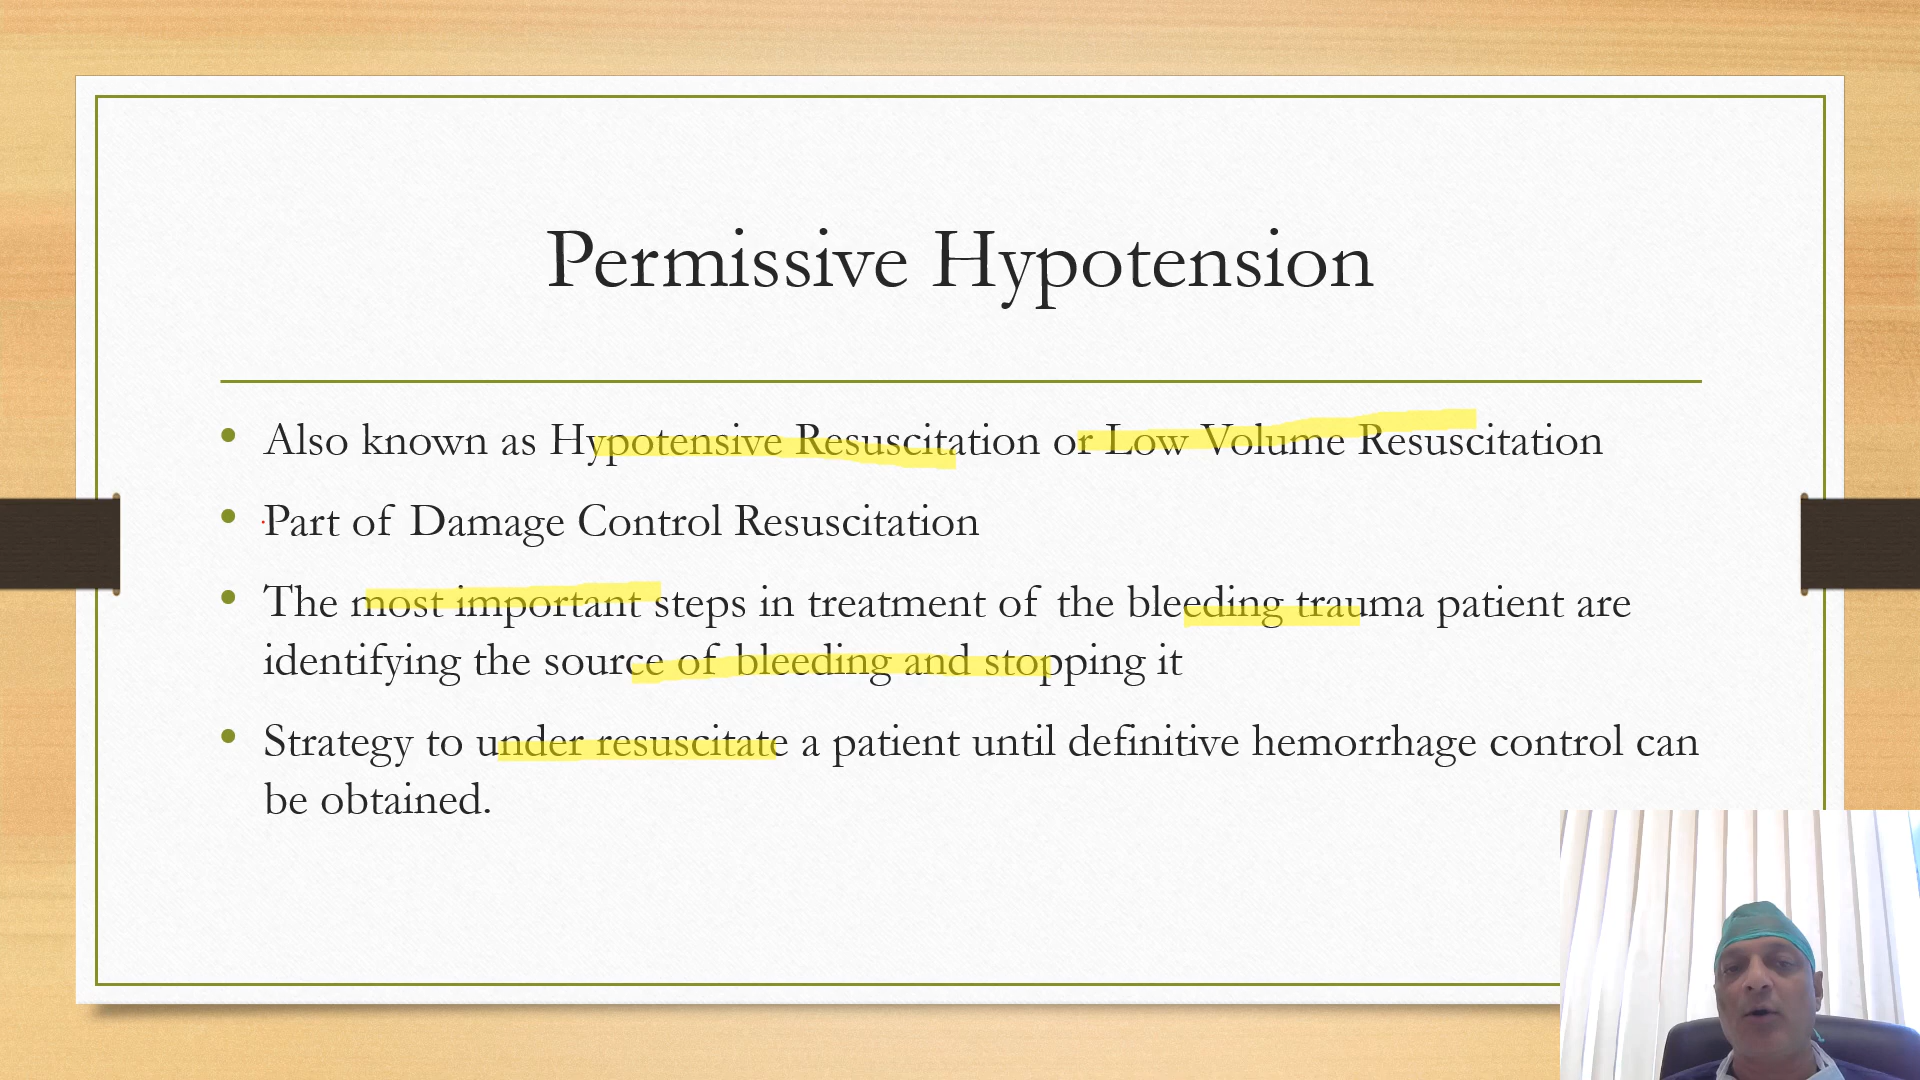 Permissive Hypotension
• Also known as Hypotensive Resuscitation or Low Volume Resuscitation
• Part of Damage Control Resuscitation
• The most important steps in treatment of the bleeding trauma patient are
identifying the source of bleeding and stopping it
• Strategy to under resuscitate a patient until definitive hemorrhage control can
be obtained.